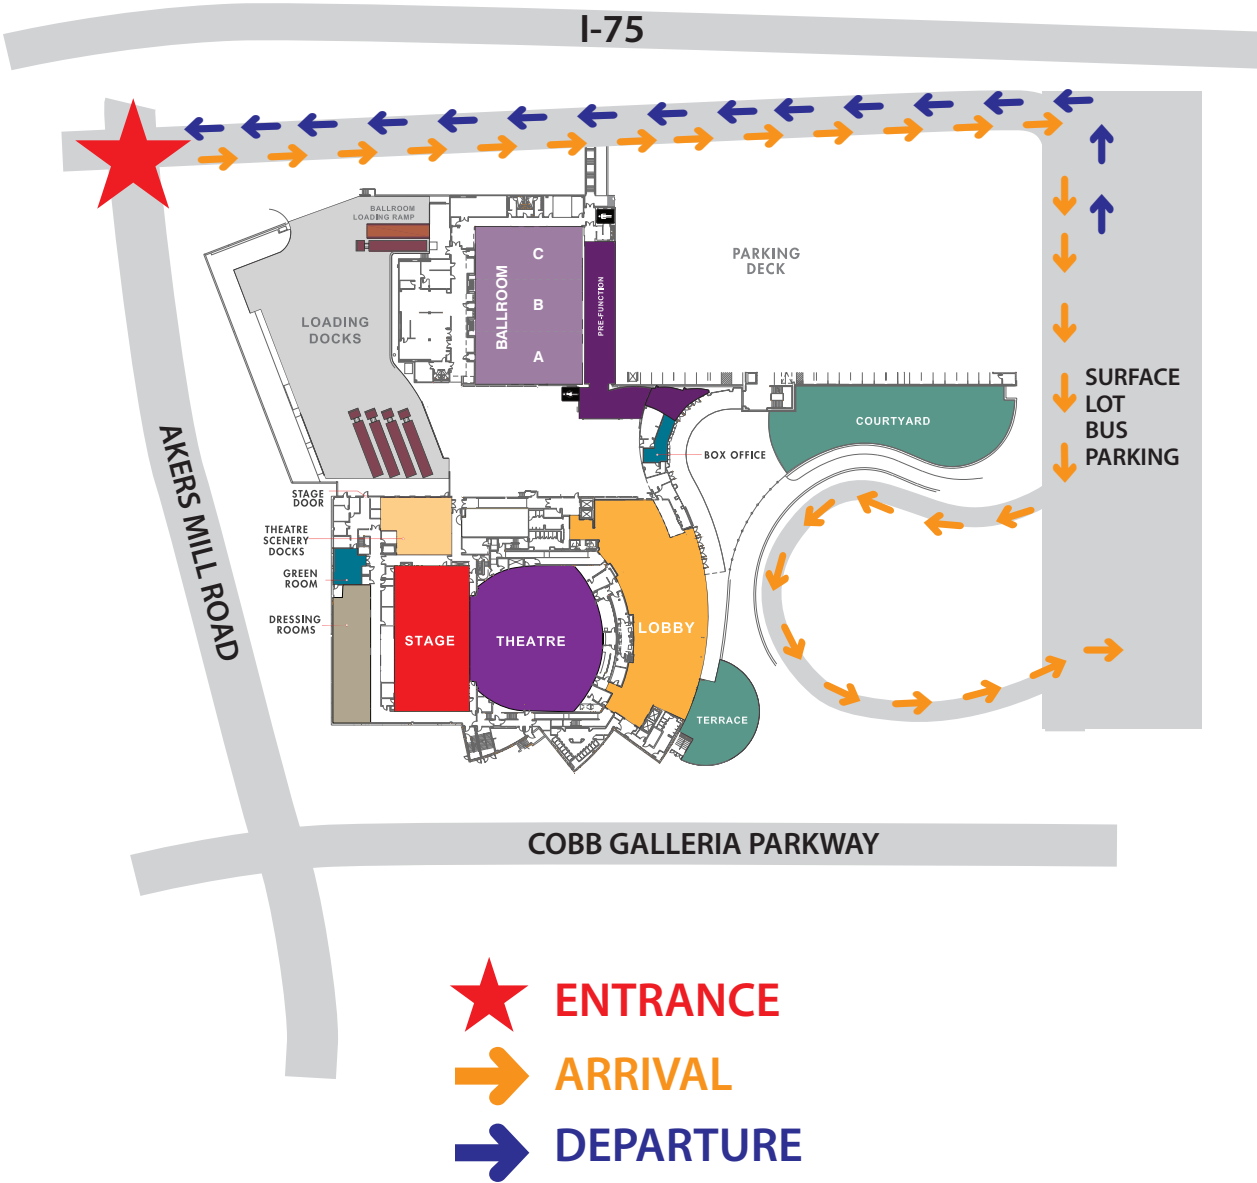 I-75
BALLROOM
LOADING RAMP
C
B
A
BALLROOM
PRE-FUNCTION
PARKING
DECK
LOADING
DOCKS
SURFACE
LOT
BUS
PARKING
COURTYARD
BOX OFFICE
AKERS MILL ROAD
STAGE
DOOR
THEATRE
SCENERY
DOCKS
GREEN
ROOM
DRESSING
ROOMS
STAGE
THEATRE
LOBBY
TERRACE
COBB GALLERIA PARKWAY
ENTRANCE
ARRIVAL
DEPARTURE